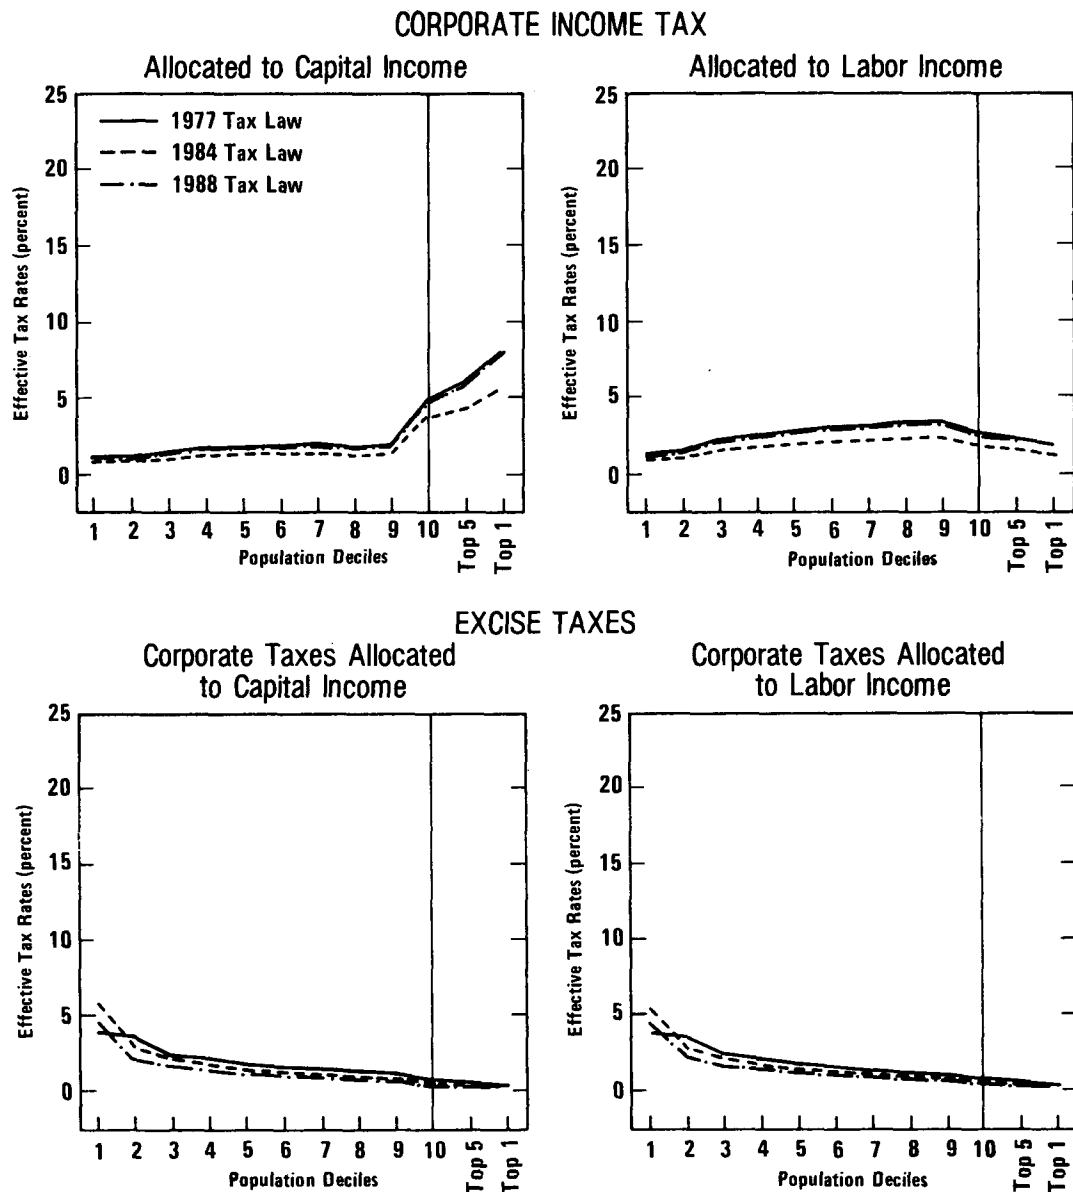 CORPORATE INCOME TAX
Allocated to Capital Income
Effective Tax Rates (percent)
25
20
15
10
5
0
1977 Tax Law
1984 Tax Law
1988 Tax Law
1 2 3 4 5 6 7 8 9 10 Top 5 Top 1
Population Deciles
Allocated to Labor Income
Effective Tax Rates (percent)
25
20
15
10
5
0
1 2 3 4 5 6 7 8 9 10 Top 5 Top 1
Population Deciles
EXCISE TAXES
Corporate Taxes Allocated
to Capital Income
Effective Tax Rates (percent)
25
20
15
10
5
0
1 2 3 4 5 6 7 8 9 10 Top 5 Top 1
Population Deciles
Corporate Taxes Allocated
to Labor Income
Effective Tax Rates (percent)
25
20
15
10
5
0
1 2 3 4 5 6 7 8 9 10 Top 5 Top 1
Population Deciles